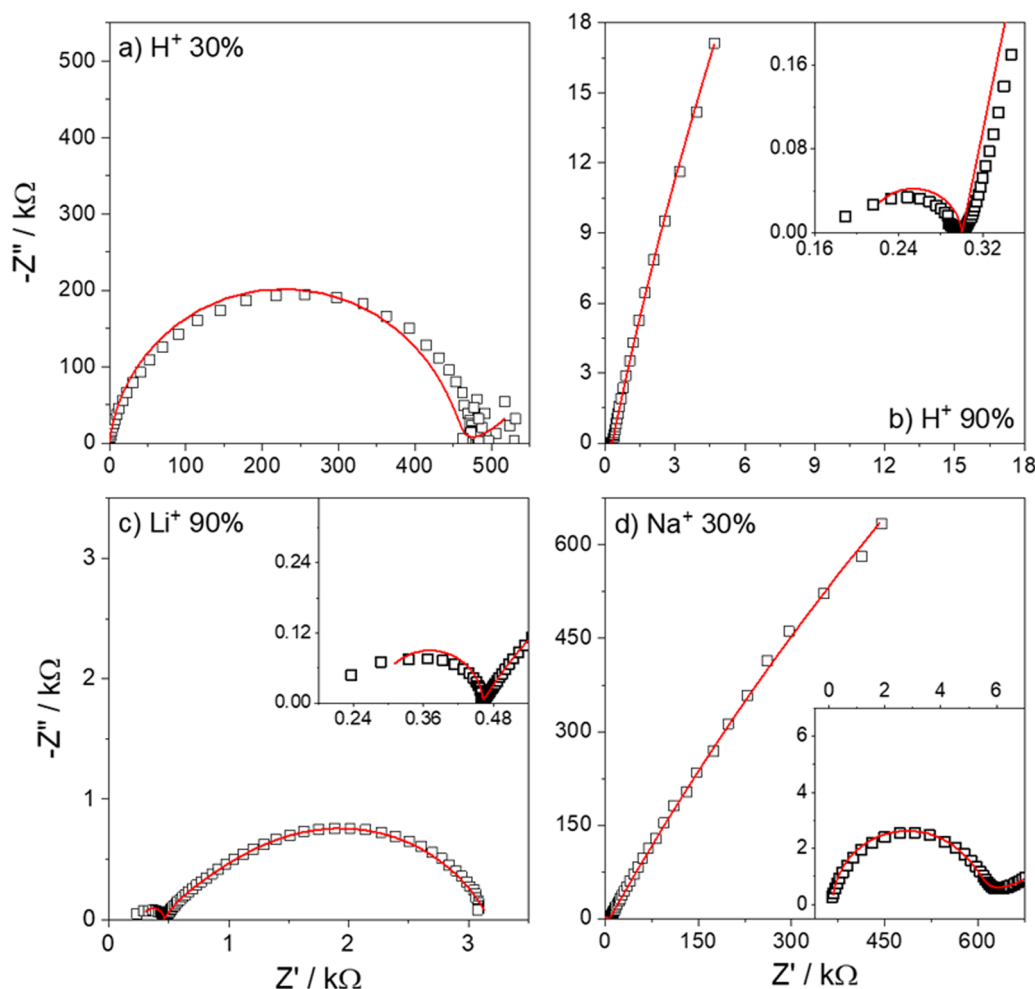 a) H⁺ 30%
500
400
300
200
100
0
0 100 200 300 400 500
-Z" / kΩ
18
15
12
9
6
3
0
0 3 6 9 12 15 18
b) H⁺ 90%
0.16
0.08
0.00
0.16 0.24 0.32
c) Li⁺ 90%
3
2
1
0
0 1 2 3
-Z" / kΩ
Z' / kΩ
0.24
0.12
0.00
0.24 0.36 0.48
d) Na⁺ 30%
600
450
300
150
0
0 150 300 450 600
Z' / kΩ
0 2 4 6
6
4
2
0